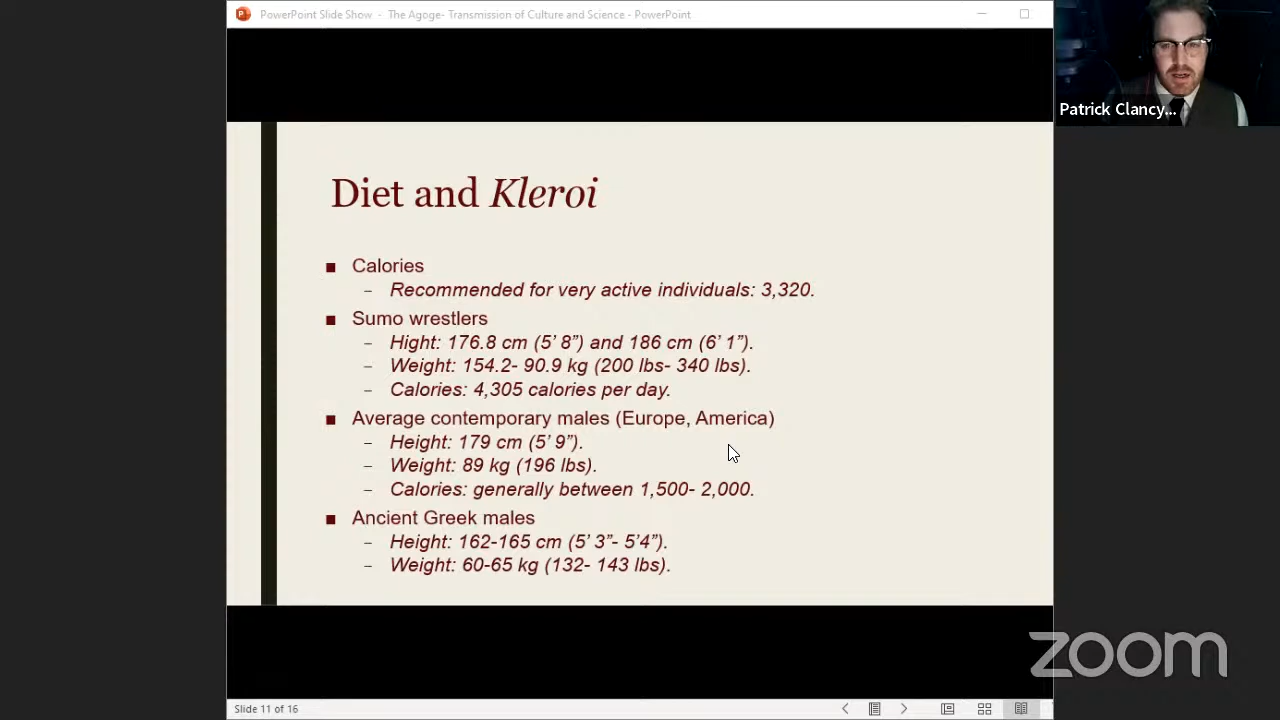 PowerPoint Slide Show - The Agoge- Transmission of Culture and Science - PowerPoint
Patrick Clancy...
Diet and Kleroi
■ Calories
– Recommended for very active individuals: 3,320.
■ Sumo wrestlers
– Hight: 176.8 cm (5’ 8”) and 186 cm (6’ 1”).
– Weight: 154.2- 90.9 kg (200 lbs- 340 lbs).
– Calories: 4,305 calories per day.
■ Average contemporary males (Europe, America)
– Height: 179 cm (5’ 9”).
– Weight: 89 kg (196 lbs).
– Calories: generally between 1,500- 2,000.
■ Ancient Greek males
– Height: 162-165 cm (5’ 3”- 5’4”).
– Weight: 60-65 kg (132- 143 lbs).
zoom
Slide 11 of 16